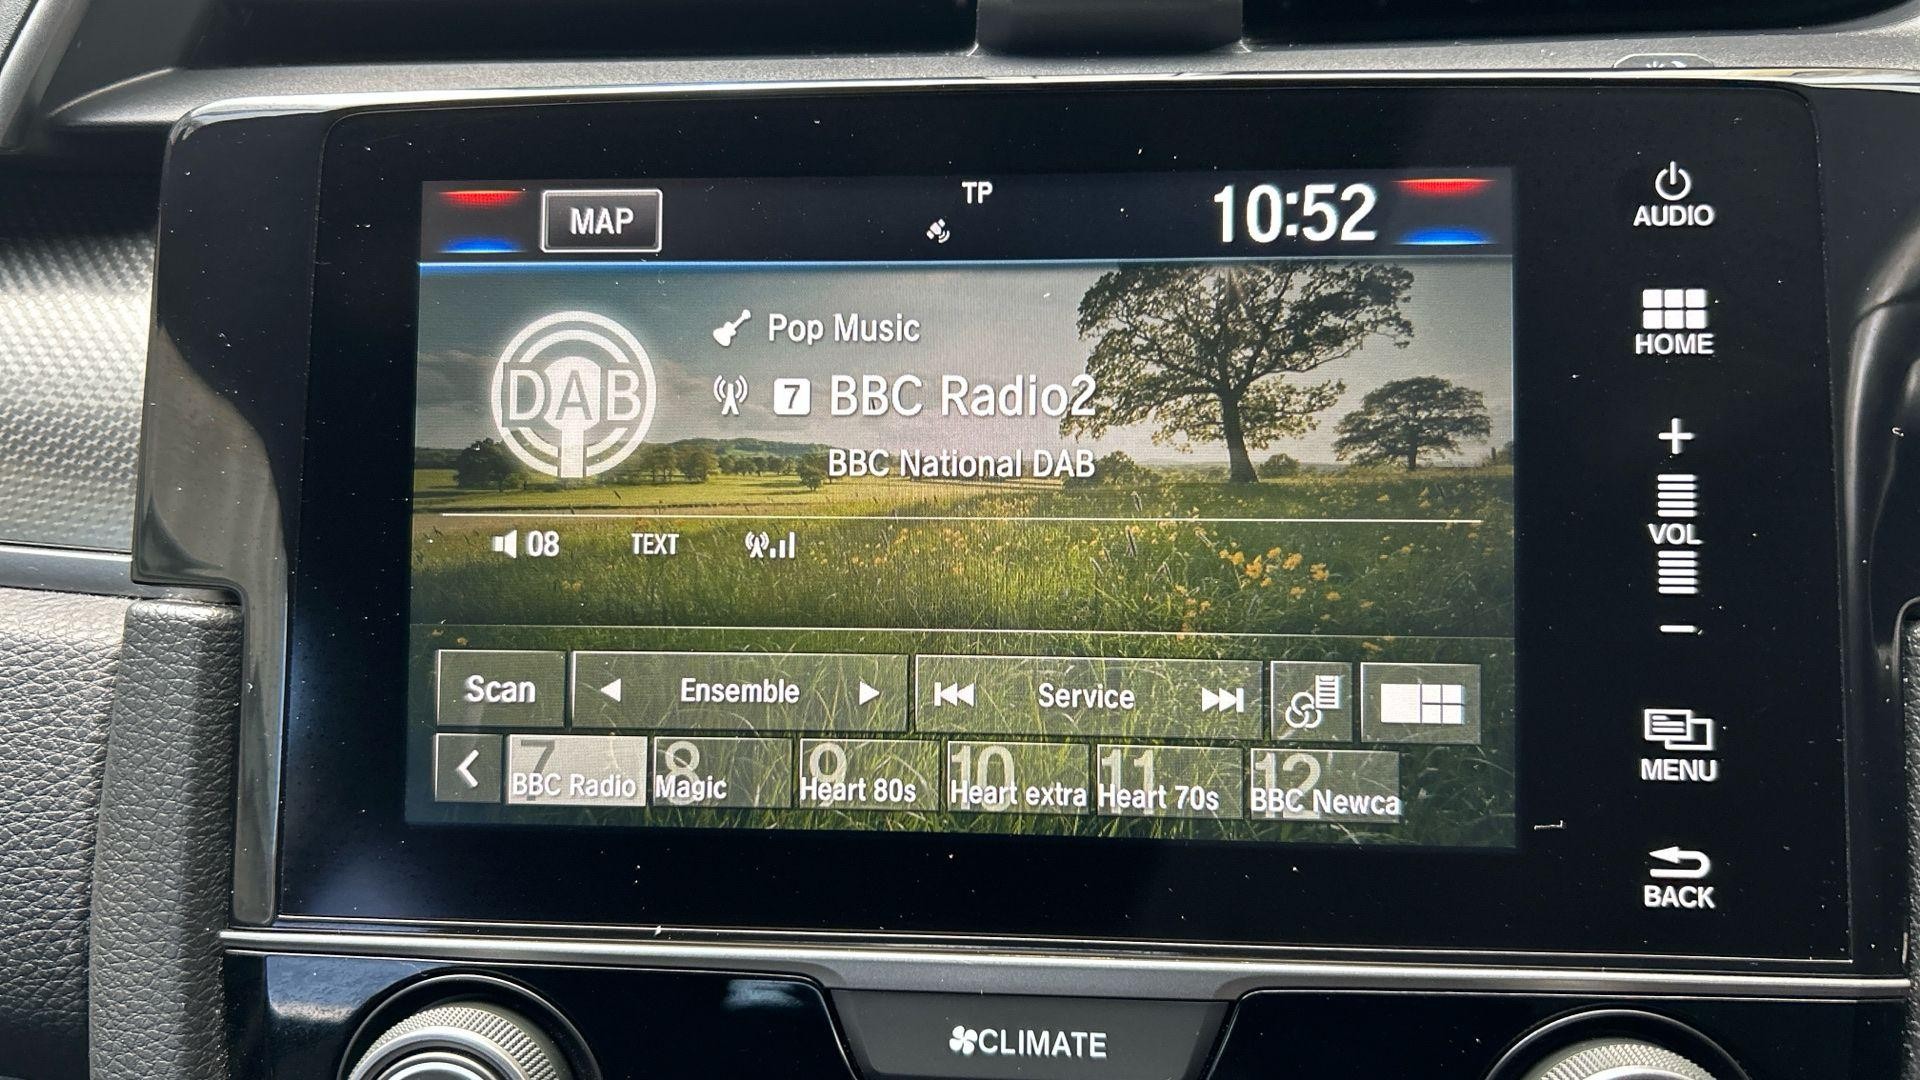 MAP
TP
10:52
AUDIO
Pop Music
HOME
DAB
7 BBC Radio2
BBC National DAB
08 TEXT
VOL
Scan Ensemble Service
MENU
7 BBC Radio
8 Magic
9 Heart 80s
10 Heart extra
11 Heart 70s
12 BBC Newca
BACK
CLIMATE